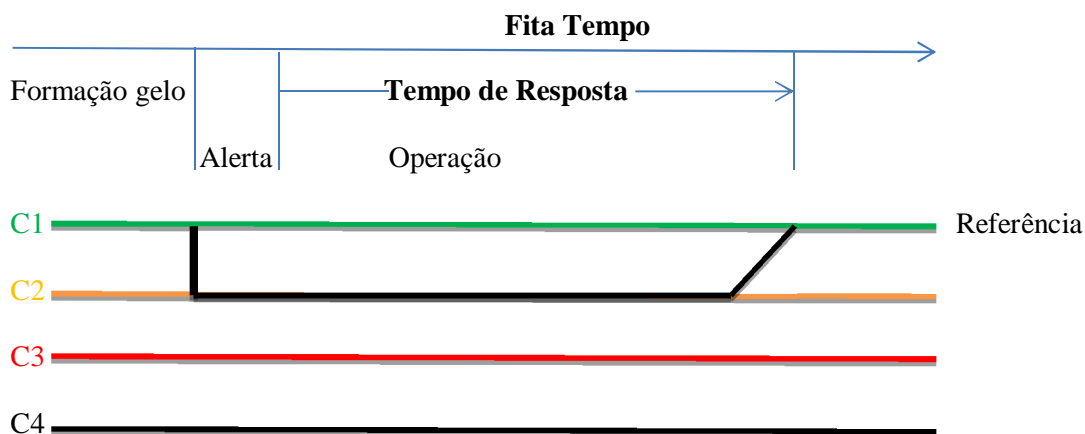 Fita Tempo
Formação gelo
Tempo de Resposta
Alerta
Operação
C1
Referência
C2
C3
C4